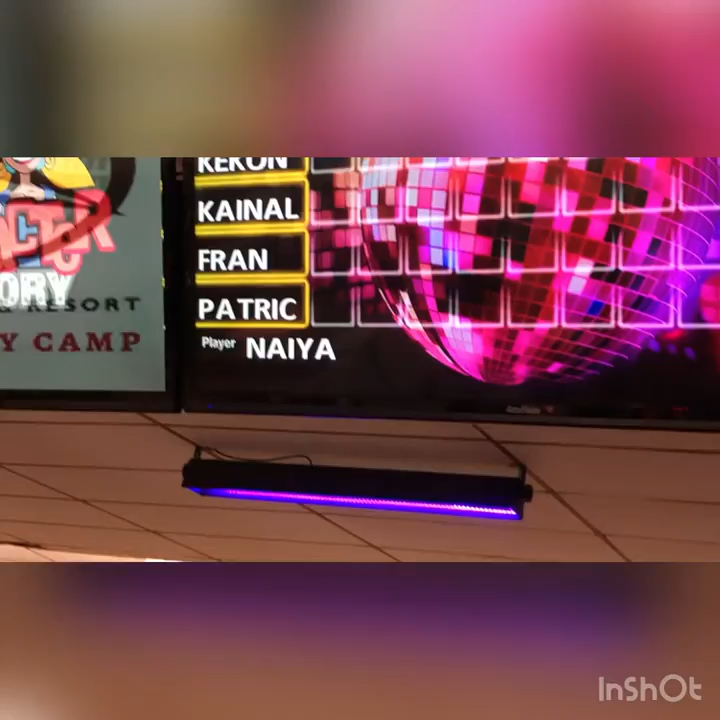 KERON
KAINAL
FRAN
PATRIC
Player NAIYA
ORY
& RESORT
Y CAMP
InShOt